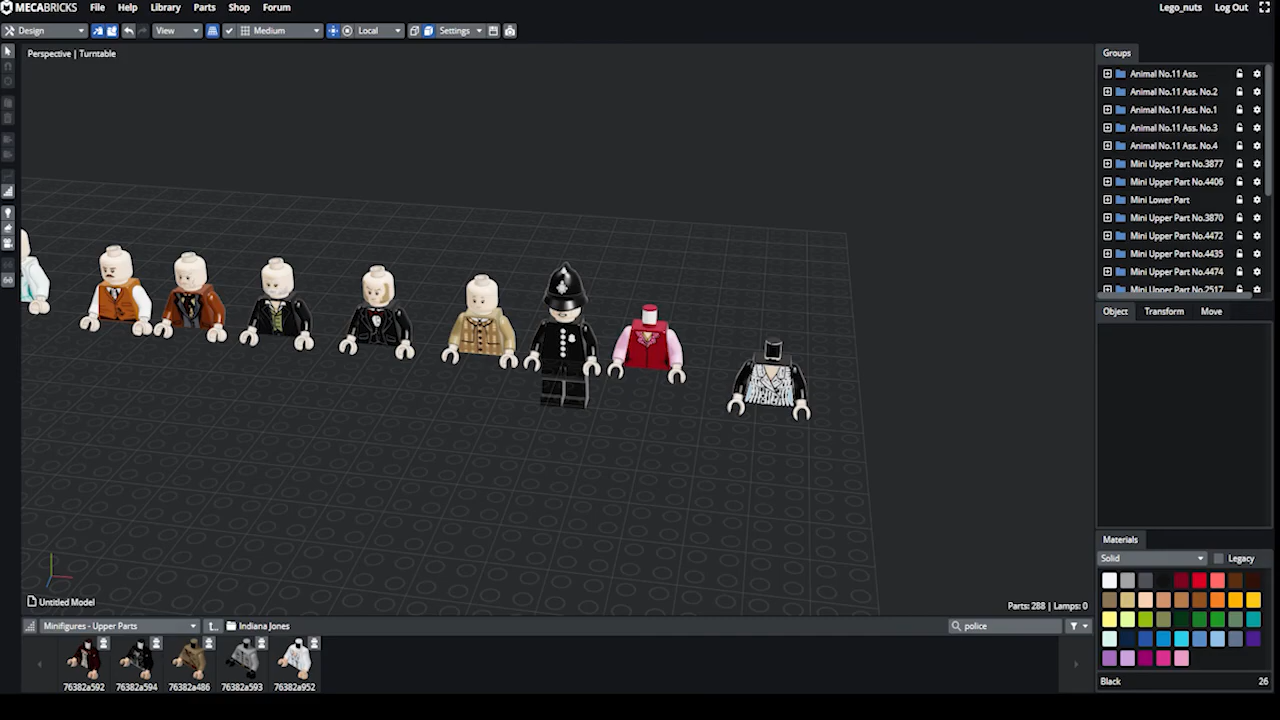 MECABRICKS File Help Library Parts Shop Forum Lego_nuts Log Out
Design View Medium Local Settings
Perspective | Turntable
Groups
Animal No.11 Ass.
Animal No.11 Ass. No.2
Animal No.11 Ass. No.1
Animal No.11 Ass. No.3
Animal No.11 Ass. No.4
Mini Upper Part No.3877
Mini Upper Part No.4406
Mini Lower Part
Mini Upper Part No.3870
Mini Upper Part No.4472
Mini Upper Part No.4435
Mini Upper Part No.4474
Mini Upper Part No.2517
Object Transform Move
Materials
Solid Legacy
Black 26
Untitled Model Parts: 288 | Lamps: 0
Minifigures - Upper Parts Indiana Jones police
76382a592 76382a594 76382a486 76382a593 76382a952